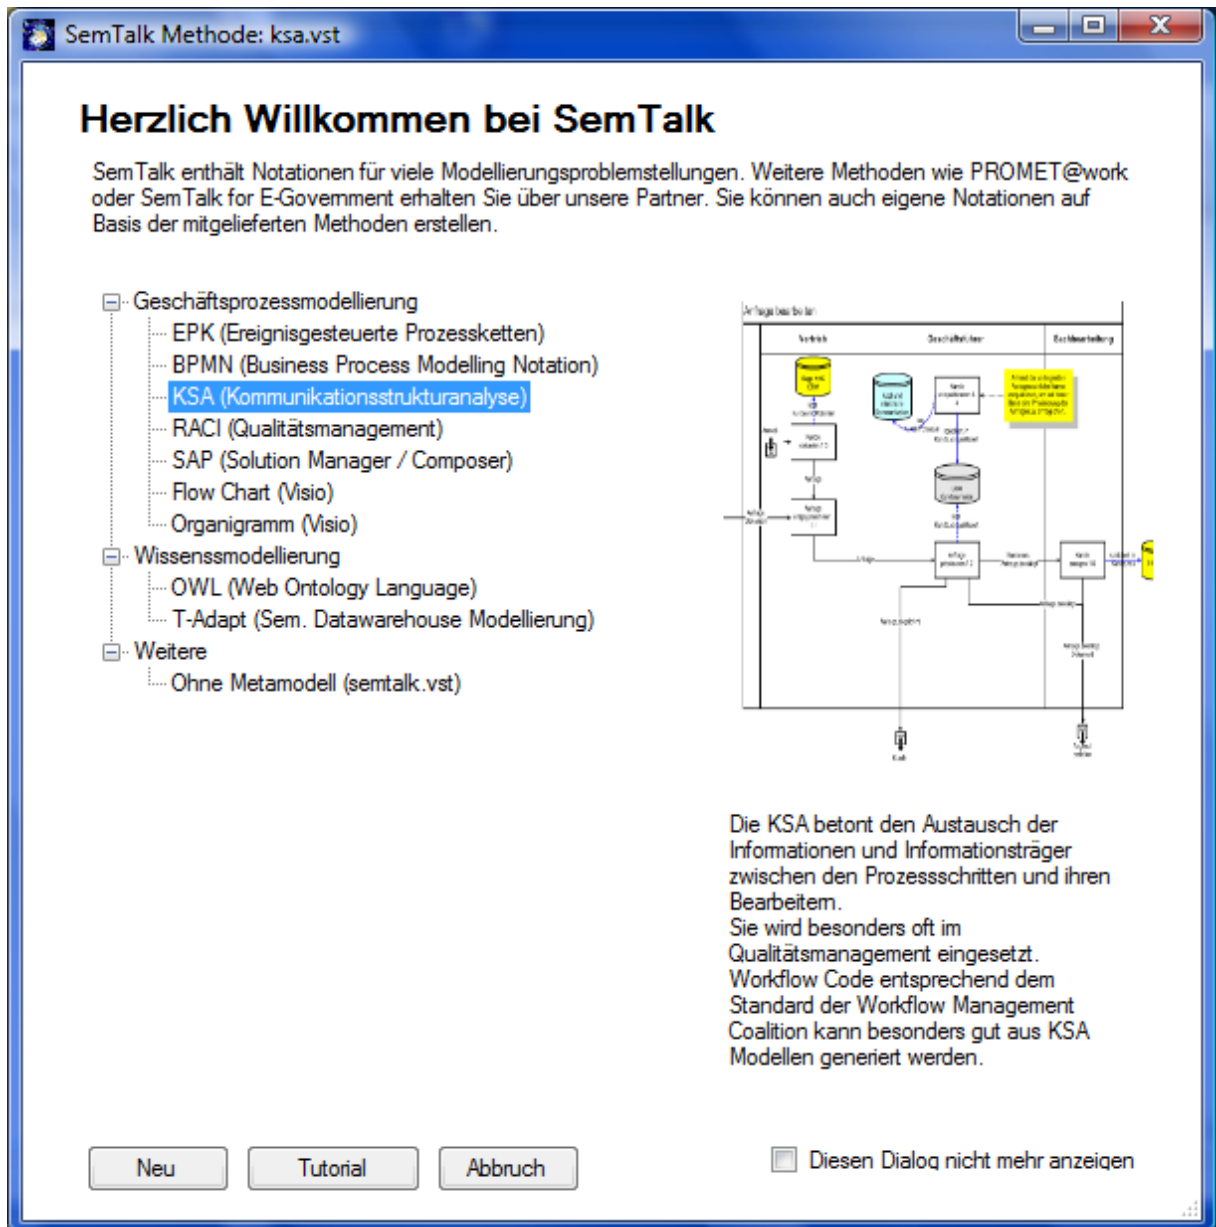 SemTalk Methode: ksa.vst
Herzlich Willkommen bei SemTalk
SemTalk enthält Notationen für viele Modellierungsproblemstellungen. Weitere Methoden wie PROMET@work
oder SemTalk for E-Government erhalten Sie über unsere Partner. Sie können auch eigene Notationen auf
Basis der mitgelieferten Methoden erstellen.
Geschäftsprozessmodellierung
EPK (Ereignisgesteuerte Prozessketten)
BPMN (Business Process Modelling Notation)
KSA (Kommunikationsstrukturanalyse)
RACI (Qualitätsmanagement)
SAP (Solution Manager / Composer)
Flow Chart (Visio)
Organigramm (Visio)
Wissenssmodellierung
OWL (Web Ontology Language)
T-Adapt (Sem. Datawarehouse Modellierung)
Weitere
Ohne Metamodell (semtalk.vst)
Anfrage bearbeiten
Vertrieb
Geschäftsführer
Sachbearbeitung
Die KSA betont den Austausch der
Informationen und Informationsträger
zwischen den Prozessschritten und ihren
Bearbeitern.
Sie wird besonders oft im
Qualitätsmanagement eingesetzt.
Workflow Code entsprechend dem
Standard der Workflow Management
Coalition kann besonders gut aus KSA
Modellen generiert werden.
Neu
Tutorial
Abbruch
Diesen Dialog nicht mehr anzeigen